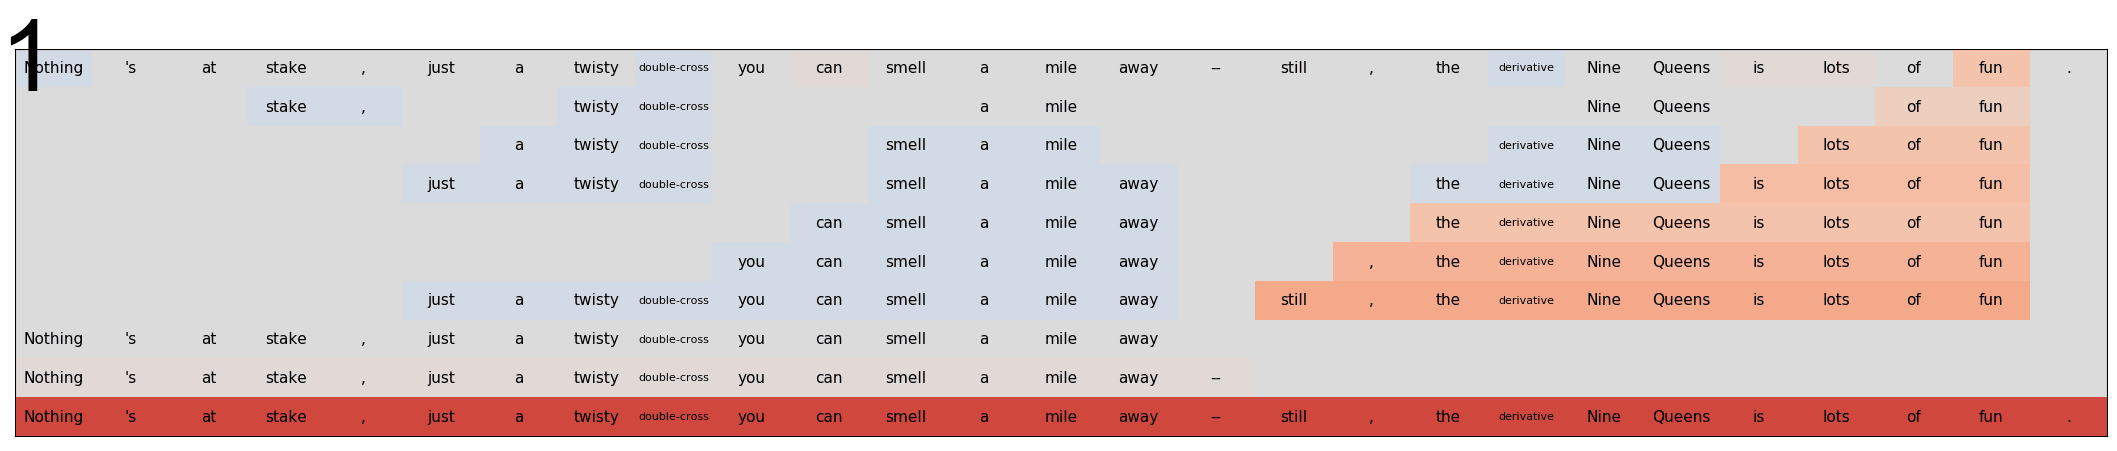 1
Nothing 's at stake , just a twisty double-cross you can smell a mile away -- still , the derivative Nine Queens is lots of fun .
stake , twisty double-cross a mile Nine Queens of fun
a twisty double-cross smell a mile derivative Nine Queens lots of fun
just a twisty double-cross smell a mile away the derivative Nine Queens is lots of fun
can smell a mile away the derivative Nine Queens is lots of fun
you can smell a mile away , the derivative Nine Queens is lots of fun
just a twisty double-cross you can smell a mile away still , the derivative Nine Queens is lots of fun
Nothing 's at stake , just a twisty double-cross you can smell a mile away
Nothing 's at stake , just a twisty double-cross you can smell a mile away --
Nothing 's at stake , just a twisty double-cross you can smell a mile away -- still , the derivative Nine Queens is lots of fun .